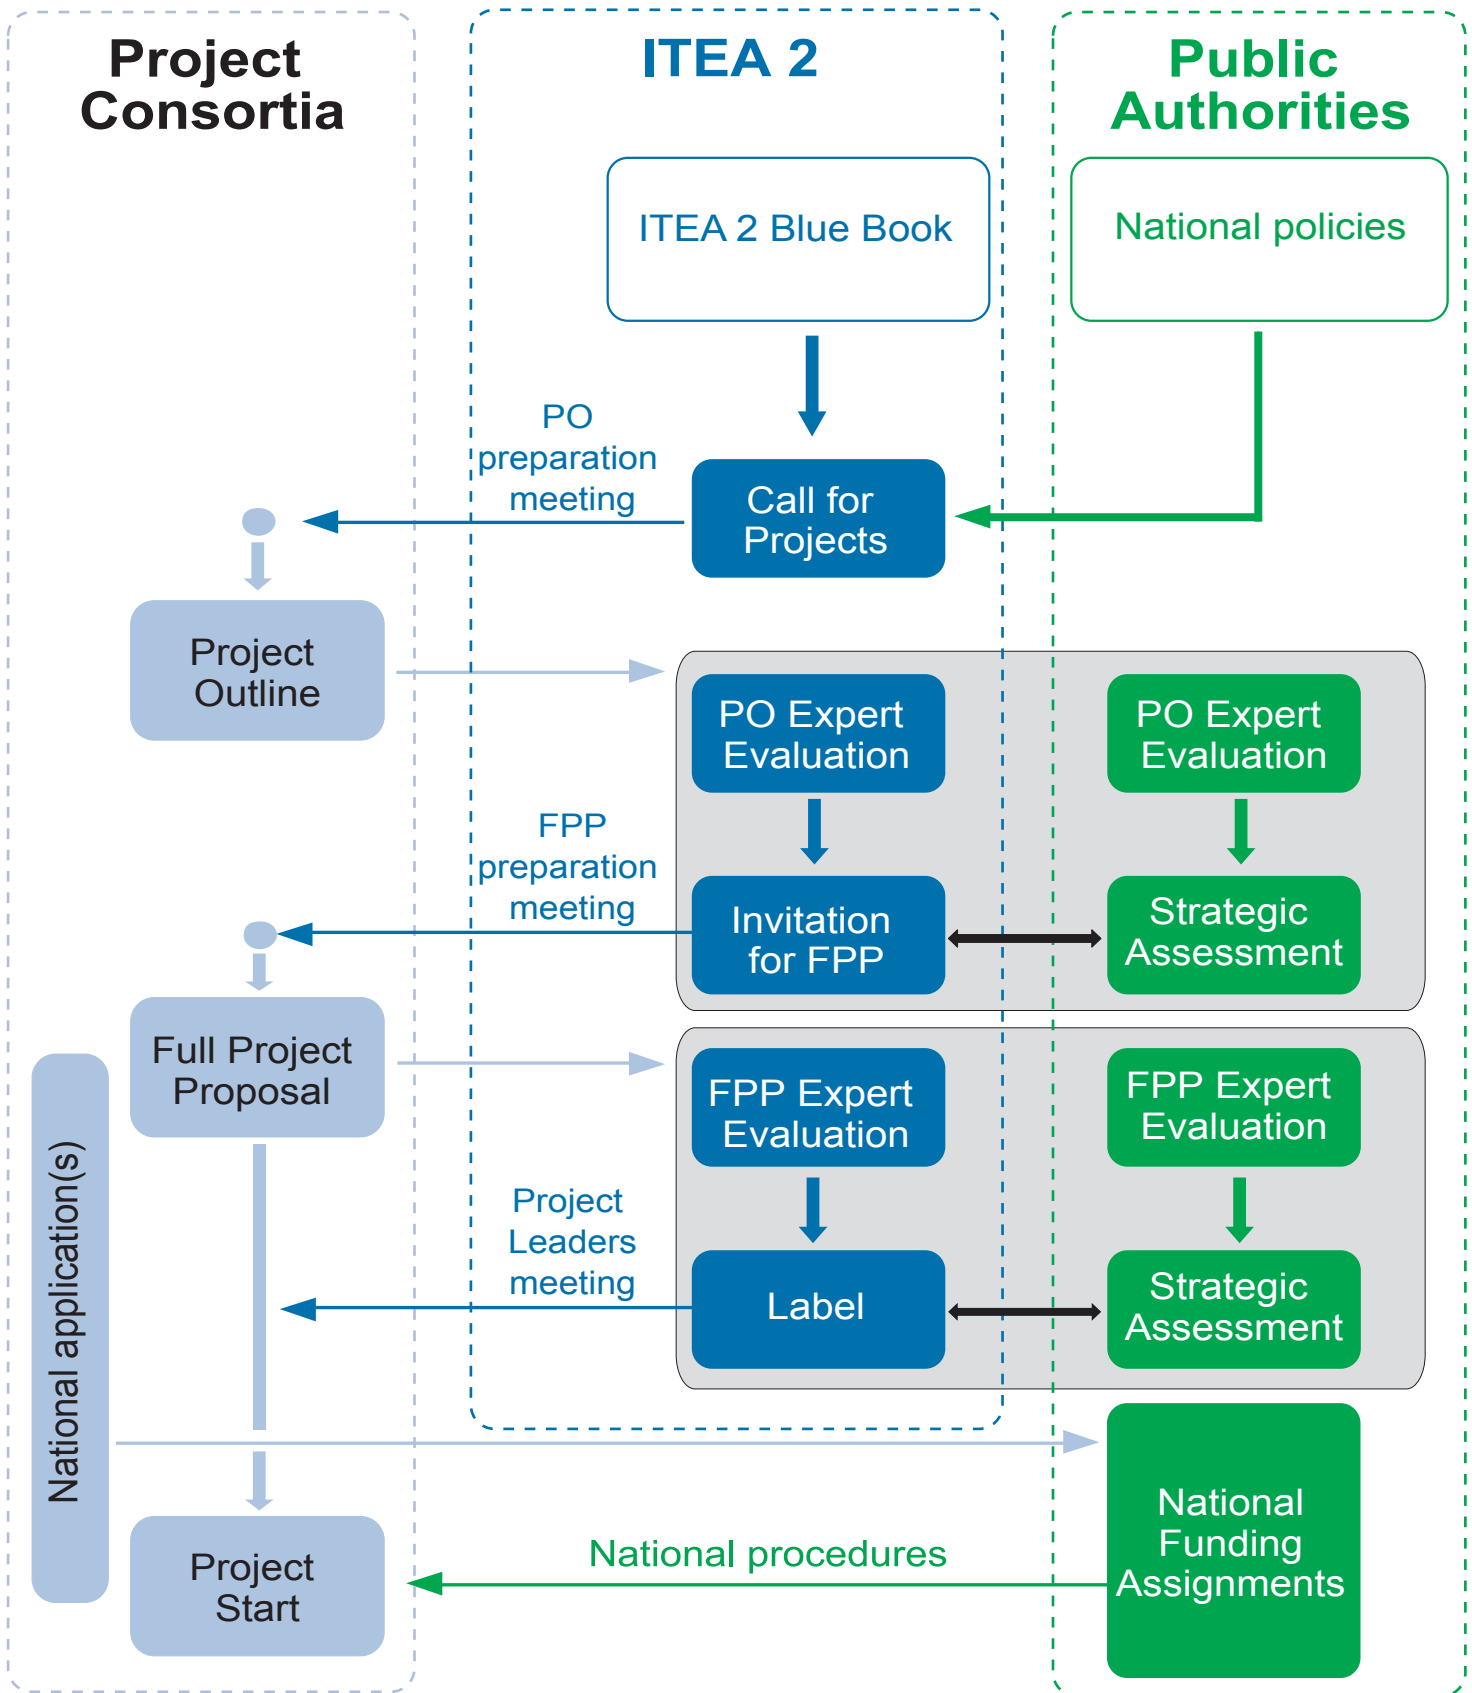 Project
Consortia
ITEA 2
Public
Authorities
ITEA 2 Blue Book
National policies
PO
preparation
meeting
Call for
Projects
Project
Outline
PO Expert
Evaluation
PO Expert
Evaluation
FPP
preparation
meeting
Invitation
for FPP
Strategic
Assessment
Full Project
Proposal
FPP Expert
Evaluation
FPP Expert
Evaluation
Project
Leaders
meeting
Label
Strategic
Assessment
National application(s)
National
Funding
Assignments
National procedures
Project
Start